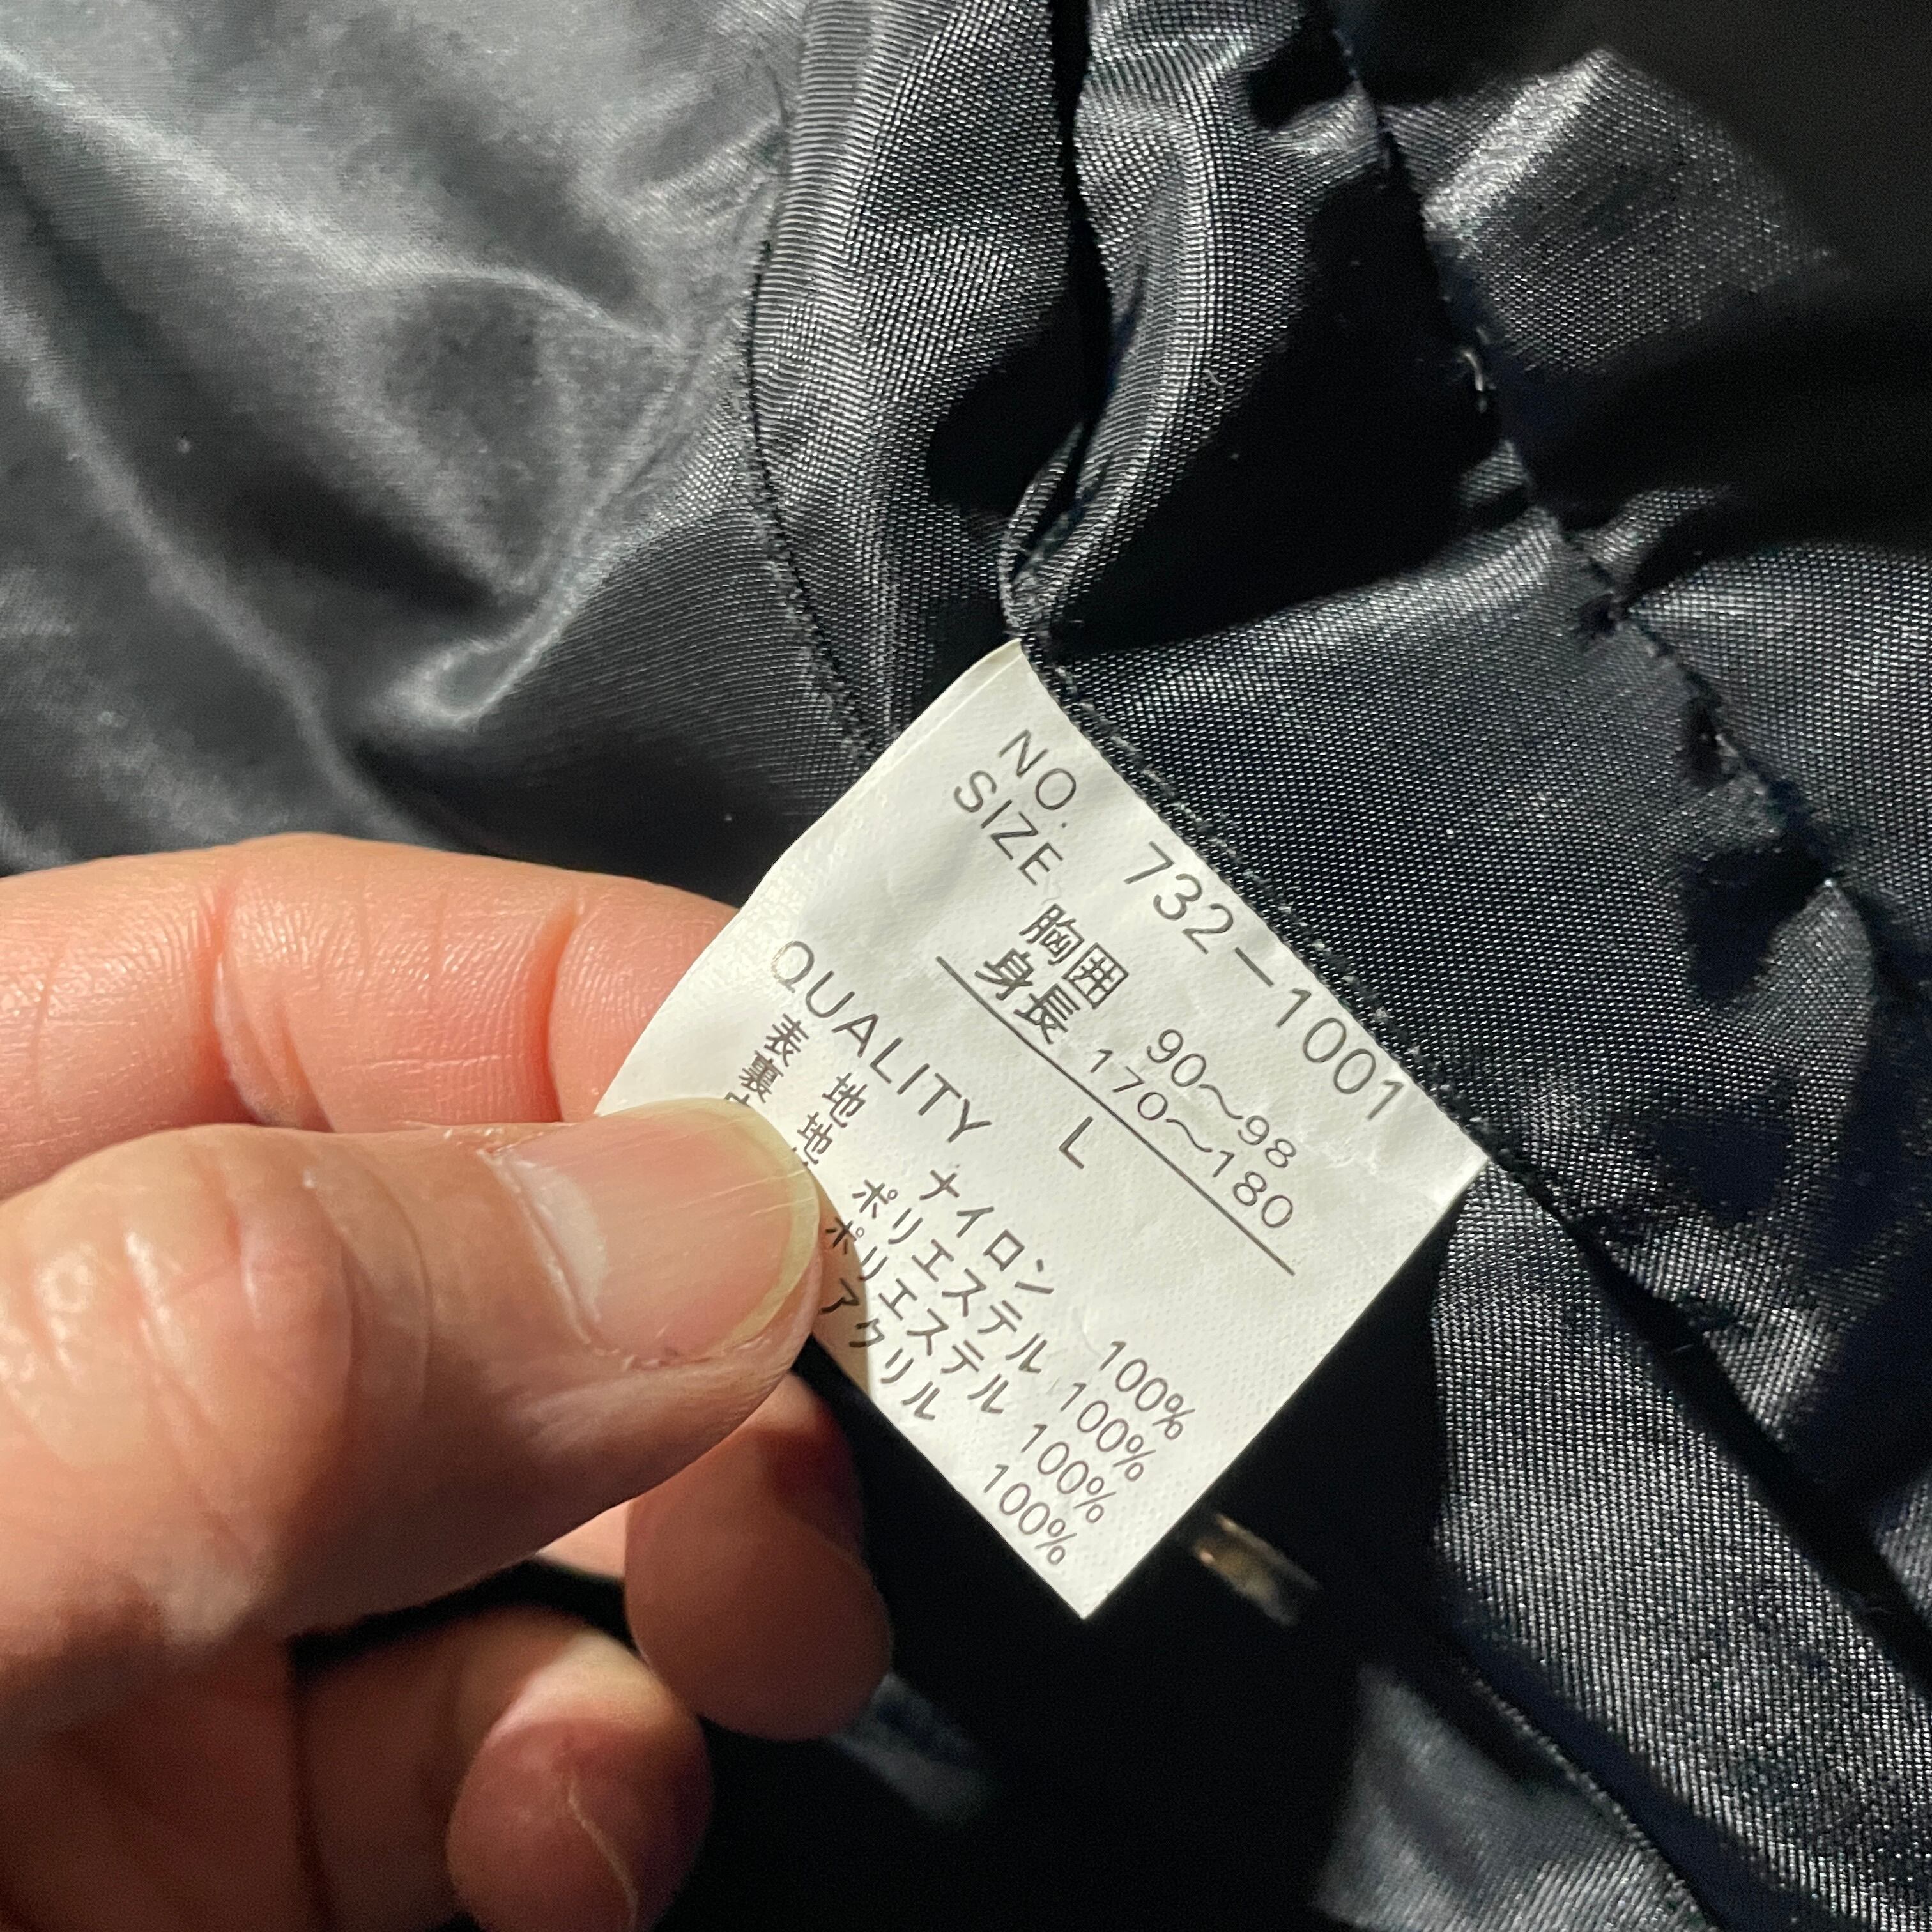 NO. 732-1001
SIZE
胸囲 90〜98
身長 170〜180
L
QUALITY
表 地 ナイロン 100%
裏 地 ポリエステル 100%
ポリエステル 100%
アクリル 100%